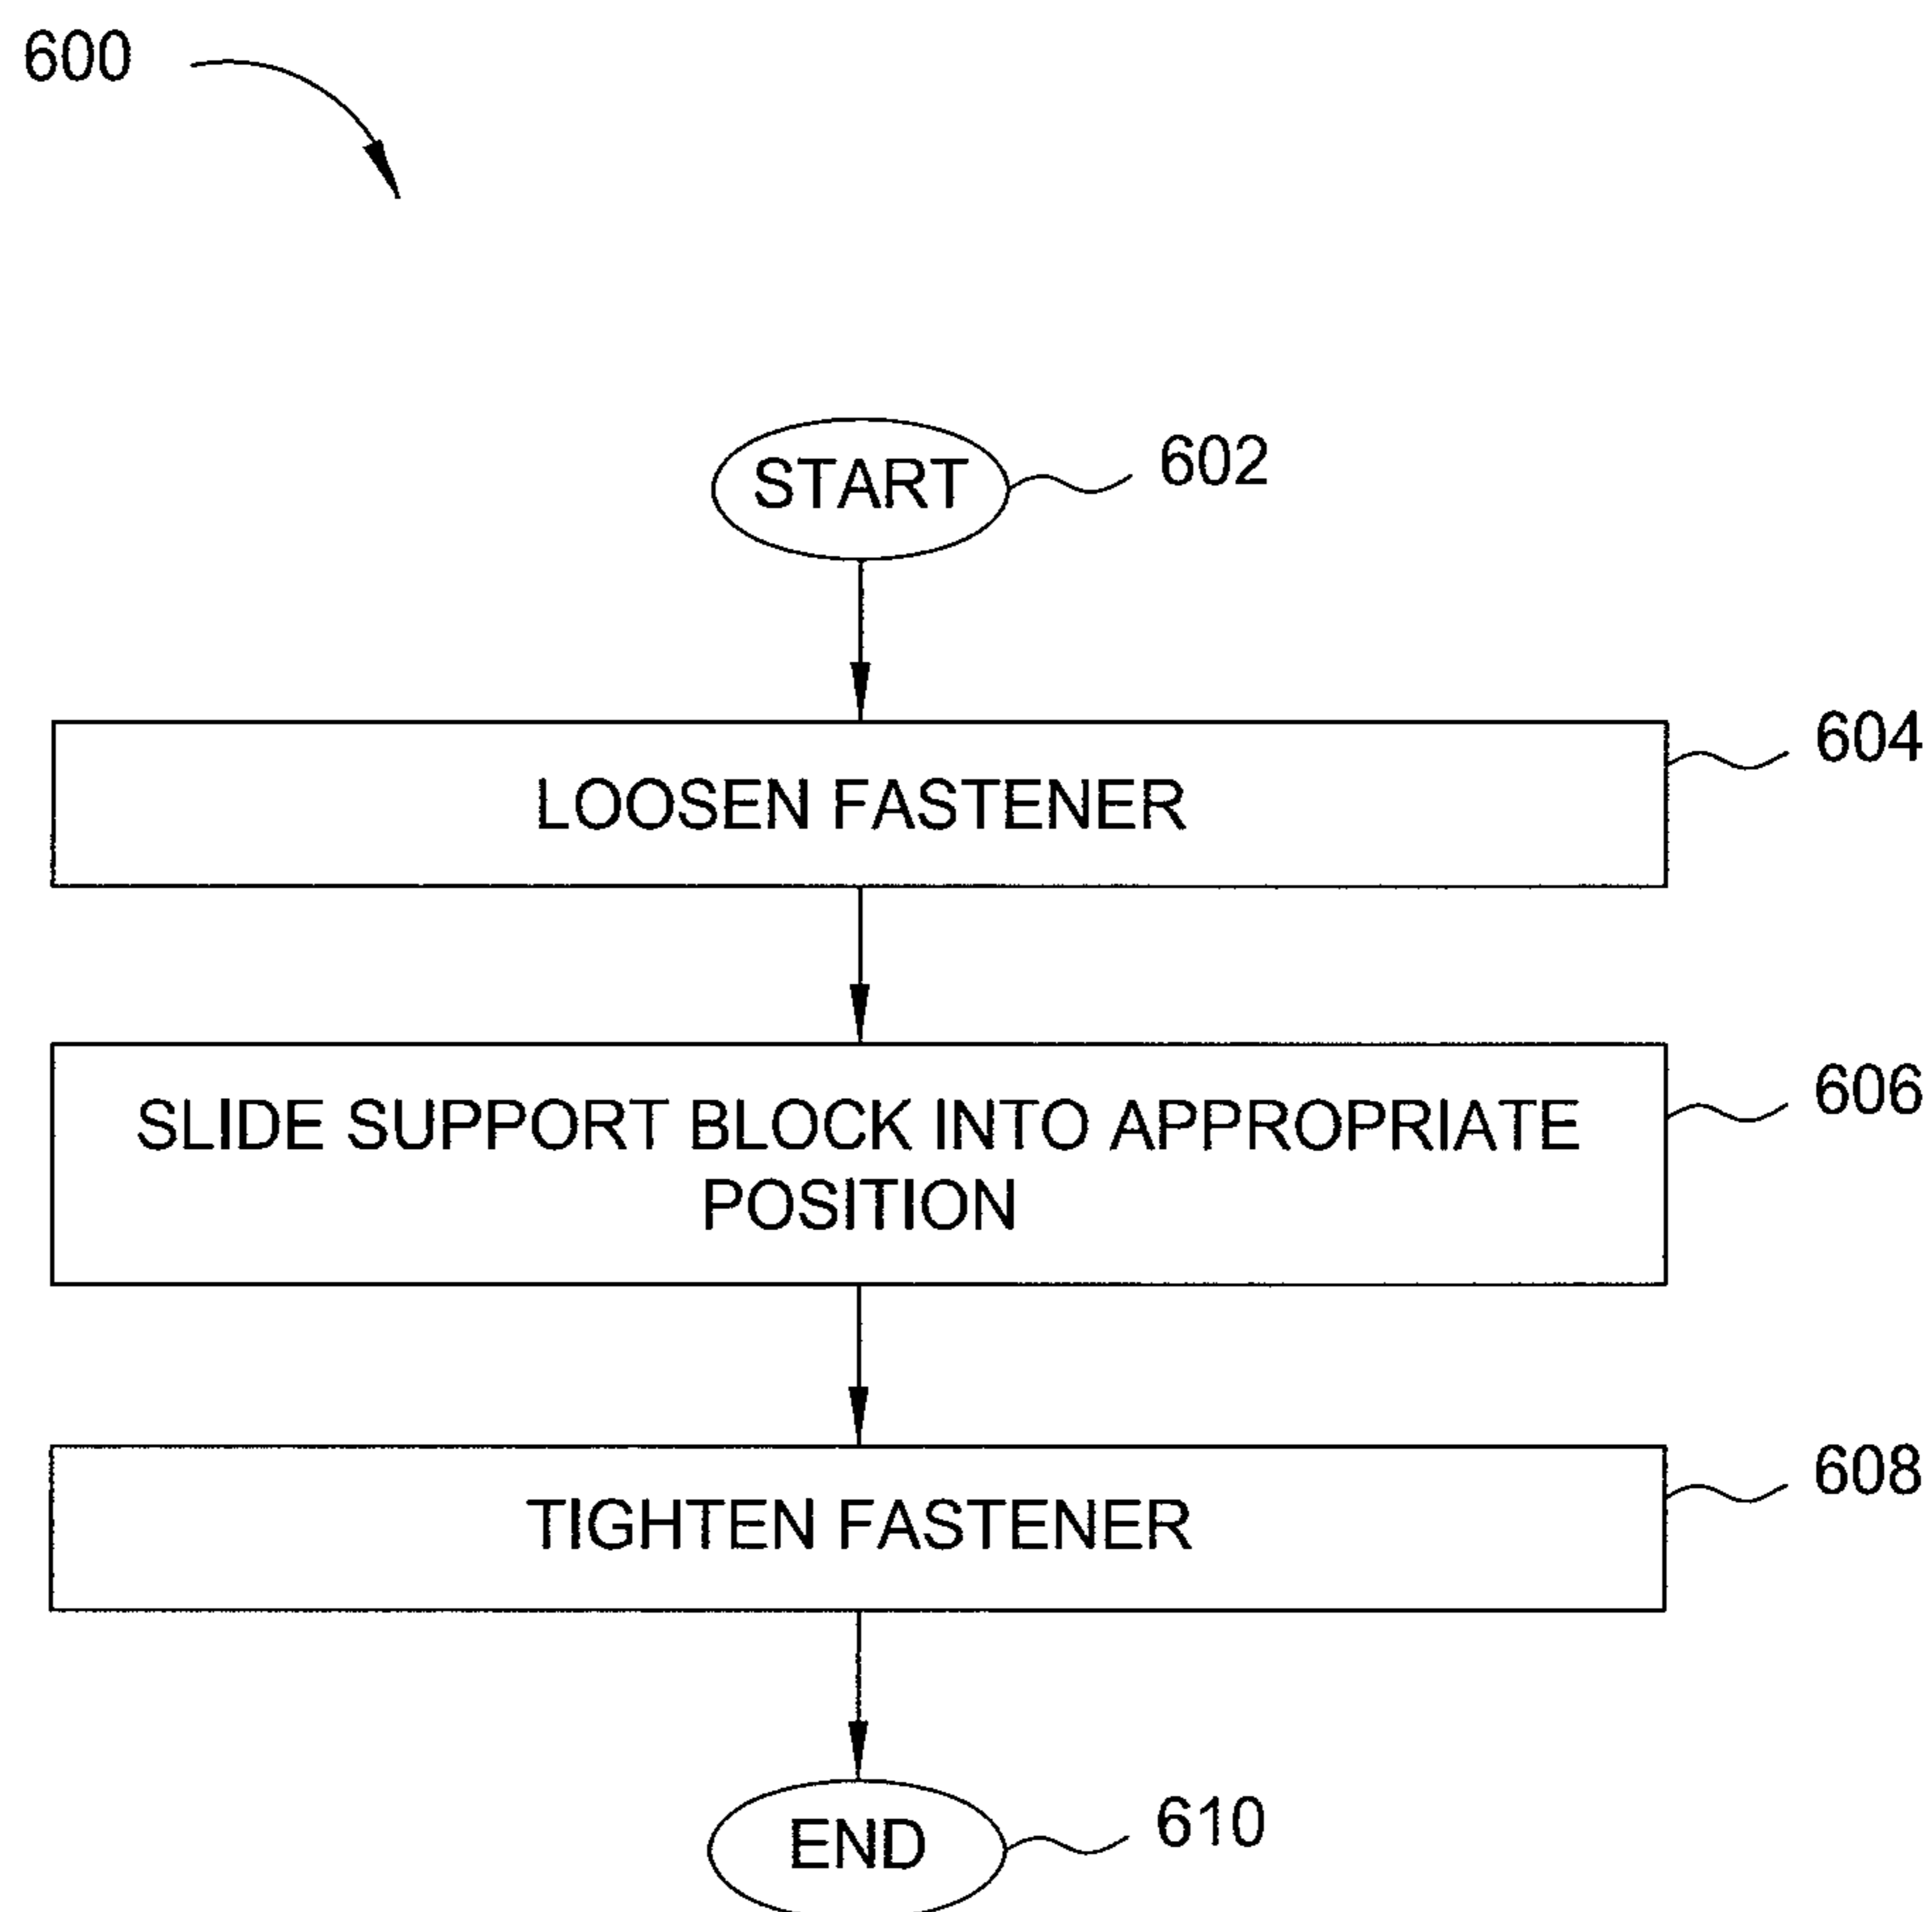 600
START
602
LOOSEN FASTENER
604
SLIDE SUPPORT BLOCK INTO APPROPRIATE
POSITION
606
TIGHTEN FASTENER
608
END
610